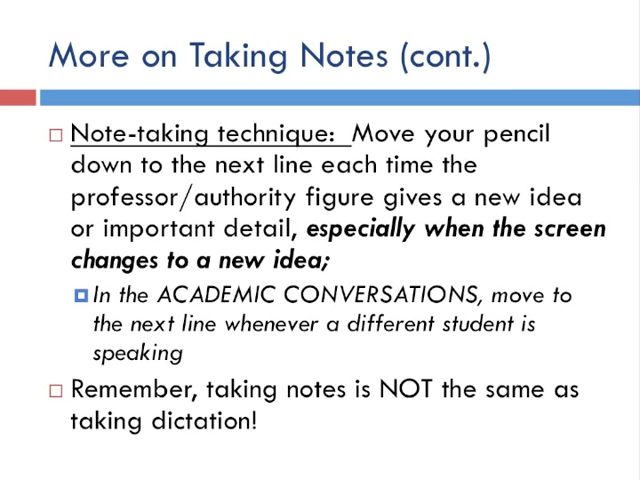 More on Taking Notes (cont.)
Note-taking technique: Move your pencil
down to the next line each time the
professor/authority figure gives a new idea
or important detail, especially when the screen
changes to a new idea;
In the ACADEMIC CONVERSATIONS, move to
the next line whenever a different student is
speaking
Remember, taking notes is NOT the same as
taking dictation!